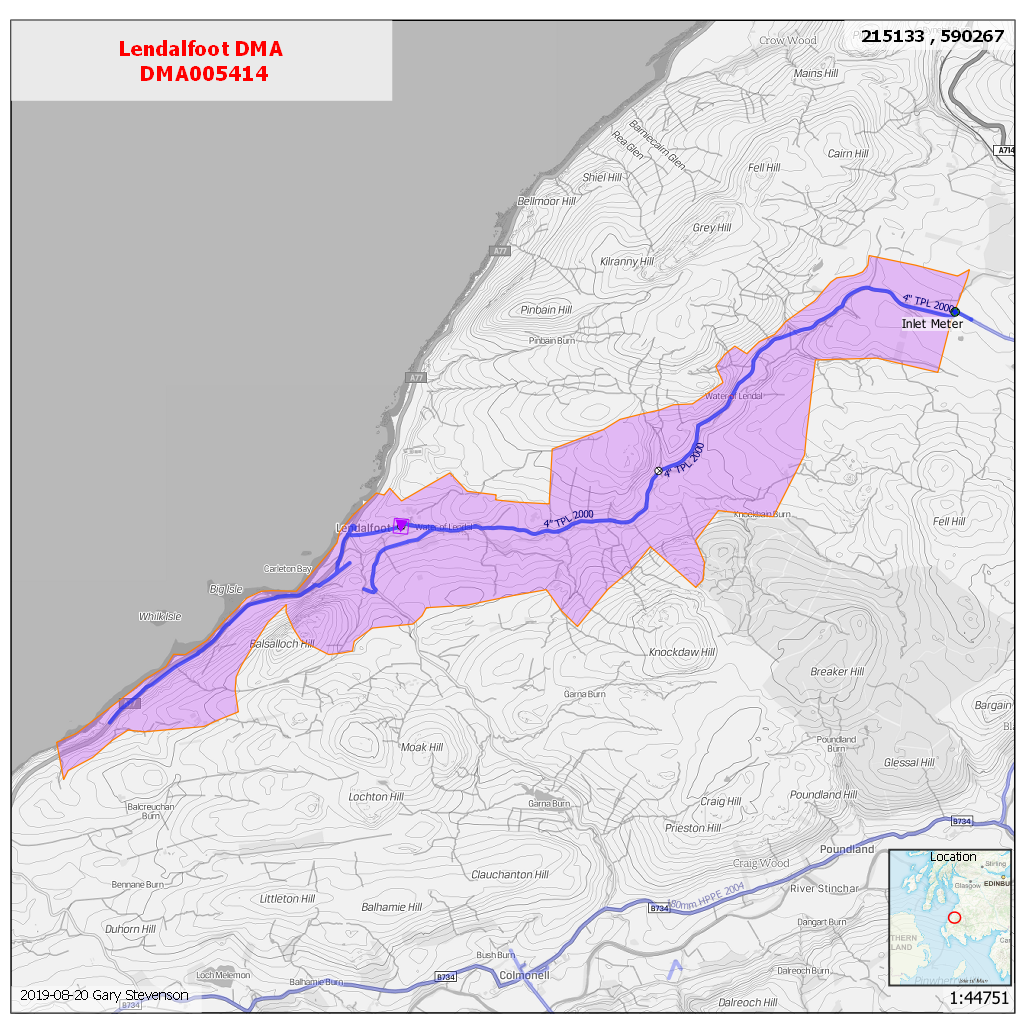 Lendalfoot DMA
DMA005414
215133 , 590267
Crow Wood
Mains Hill
A714
Barniecairn Glen
Rea Glen
Cairn Hill
Fell Hill
Shiel Hill
Bellmoor Hill
Grey Hill
A77
Kilranny Hill
4" TPL 2000
Pinbain Hill
Inlet Meter
Pinbain Burn
A77
Water of Lendal
4" TPL 2000
Knockbain Burn
4" TPL 2000
Lendalfoot
Water of Lendal
Fell Hill
Carleton Bay
Big Isle
Whilk Isle
Balsalloch Hill
Knockdaw Hill
Breaker Hill
Garna Burn
A77
Bargain
Moak Hill
Poundland
Burn
Glessal Hill
Lochton Hill
Poundland Hill
Balcreuchan
Burn
Garna Burn
Craig Hill
Prieston Hill
B734
Poundland
Craig Wood
Location
Stirling
Glasgow
EDINBU
THERN
LAND
Isle of Man
Clauchanton Hill
Bennane Burn
River Stinchar
180mm HPPE 2004
Littleton Hill
Balhamie Hill
B734
Dangart Burn
Duhorn Hill
Bush Burn
Colmonell
B734
Loch Melemon
Balhamie Burn
Dalreoch Burn
2019-08-20 Gary Stevenson
B734
Dalreoch Hill
1:44751